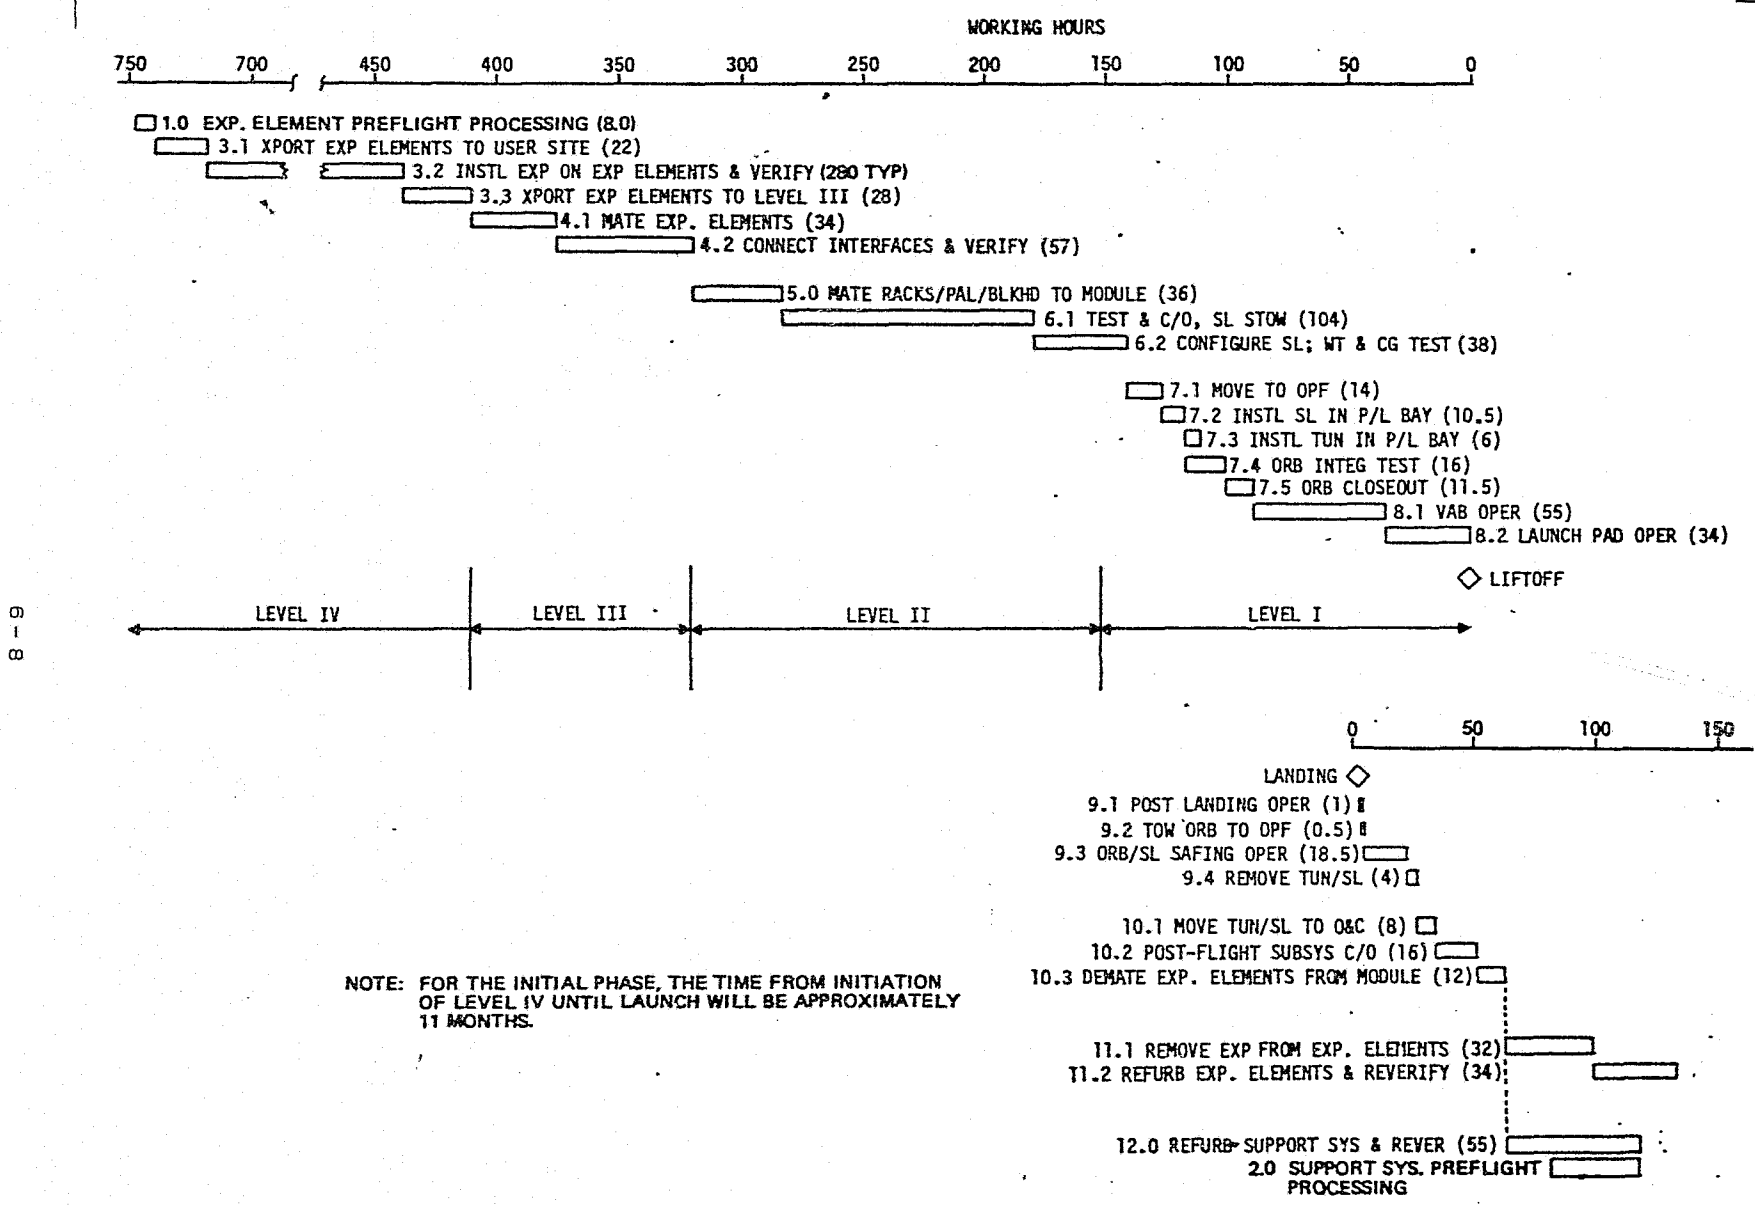 WORKING HOURS
750 700 450 400 350 300 250 200 150 100 50 0
1.0 EXP. ELEMENT PREFLIGHT PROCESSING (8.0)
3.1 XPORT EXP ELEMENTS TO USER SITE (22)
3.2 INSTL EXP ON EXP ELEMENTS & VERIFY (280 TYP)
3.3 XPORT EXP ELEMENTS TO LEVEL III (28)
4.1 MATE EXP. ELEMENTS (34)
4.2 CONNECT INTERFACES & VERIFY (57)
5.0 MATE RACKS/PAL/BLKHD TO MODULE (36)
6.1 TEST & C/O, SL STOW (104)
6.2 CONFIGURE SL; WT & CG TEST (38)
7.1 MOVE TO OPF (14)
7.2 INSTL SL IN P/L BAY (10.5)
7.3 INSTL TUN IN P/L BAY (6)
7.4 ORB INTEG TEST (16)
7.5 ORB CLOSEOUT (11.5)
8.1 VAB OPER (55)
8.2 LAUNCH PAD OPER (34)
LIFTOFF
LEVEL IV LEVEL III LEVEL II LEVEL I
8-9
0 50 100 150
LANDING
9.1 POST LANDING OPER (1)
9.2 TOW ORB TO OPF (0.5)
9.3 ORB/SL SAFING OPER (18.5)
9.4 REMOVE TUN/SL (4)
10.1 MOVE TUN/SL TO O&C (8)
10.2 POST-FLIGHT SUBSYS C/O (16)
10.3 DEMATE EXP. ELEMENTS FROM MODULE (12)
NOTE: FOR THE INITIAL PHASE, THE TIME FROM INITIATION
OF LEVEL IV UNTIL LAUNCH WILL BE APPROXIMATELY
11 MONTHS.
11.1 REMOVE EXP FROM EXP. ELEMENTS (32)
11.2 REFURB EXP. ELEMENTS & REVERIFY (34)
12.0 REFURB SUPPORT SYS & REVER (55)
2.0 SUPPORT SYS. PREFLIGHT
PROCESSING